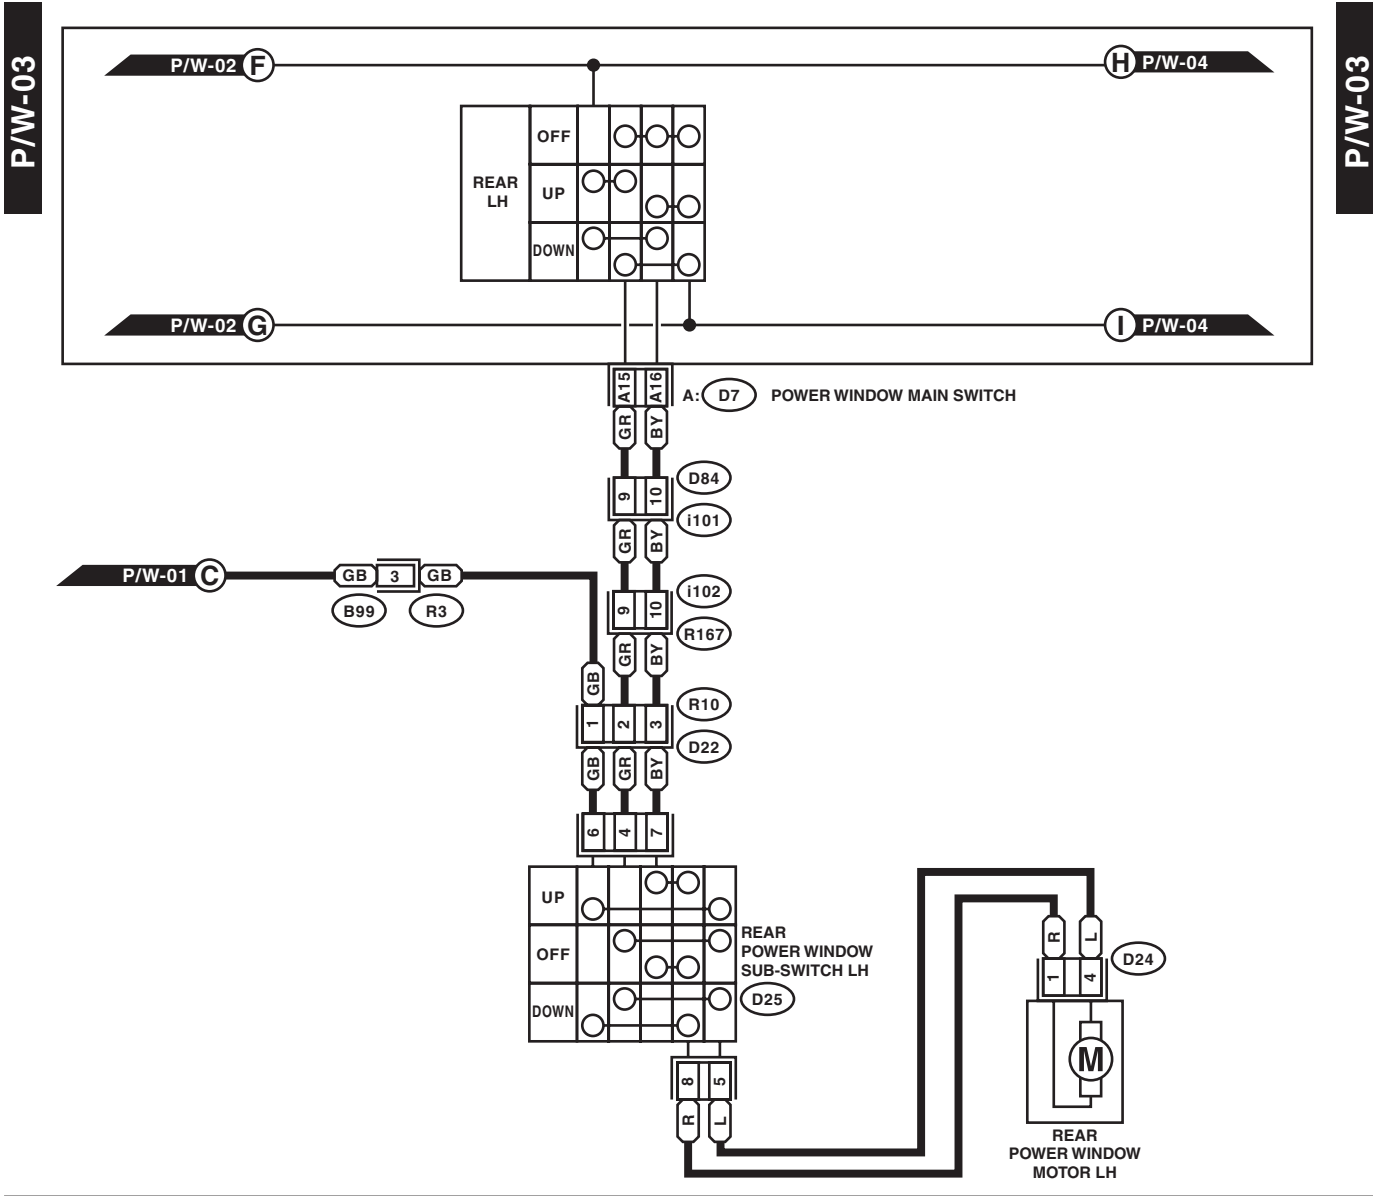 P/W-03
P/W-03
P/W-02 F
H P/W-04
REAR
LH
OFF
UP
DOWN
P/W-02 G
I P/W-04
A15 A16
A: D7 POWER WINDOW MAIN SWITCH
GR BY
9 10
D84
i101
GR BY
P/W-01 C
GB 3 GB
B99 R3
9 10
i102
R167
GR BY
GB
1 2 3
R10
D22
GB GR BY
6 4 7
UP
OFF
DOWN
REAR
POWER WINDOW
SUB-SWITCH LH
D25
8 5
R L
R L
1 4
D24
M
REAR
POWER WINDOW
MOTOR LH